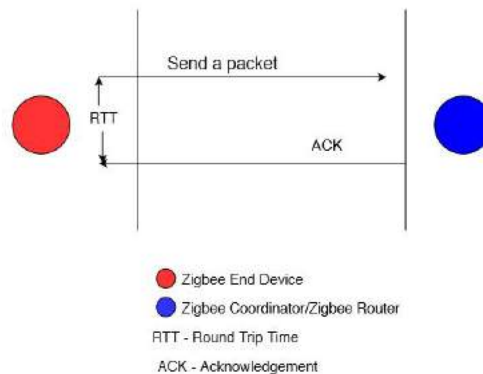 Send a packet
RTT
ACK
Zigbee End Device
Zigbee Coordinator/Zigbee Router
RTT - Round Trip Time
ACK - Acknowledgement